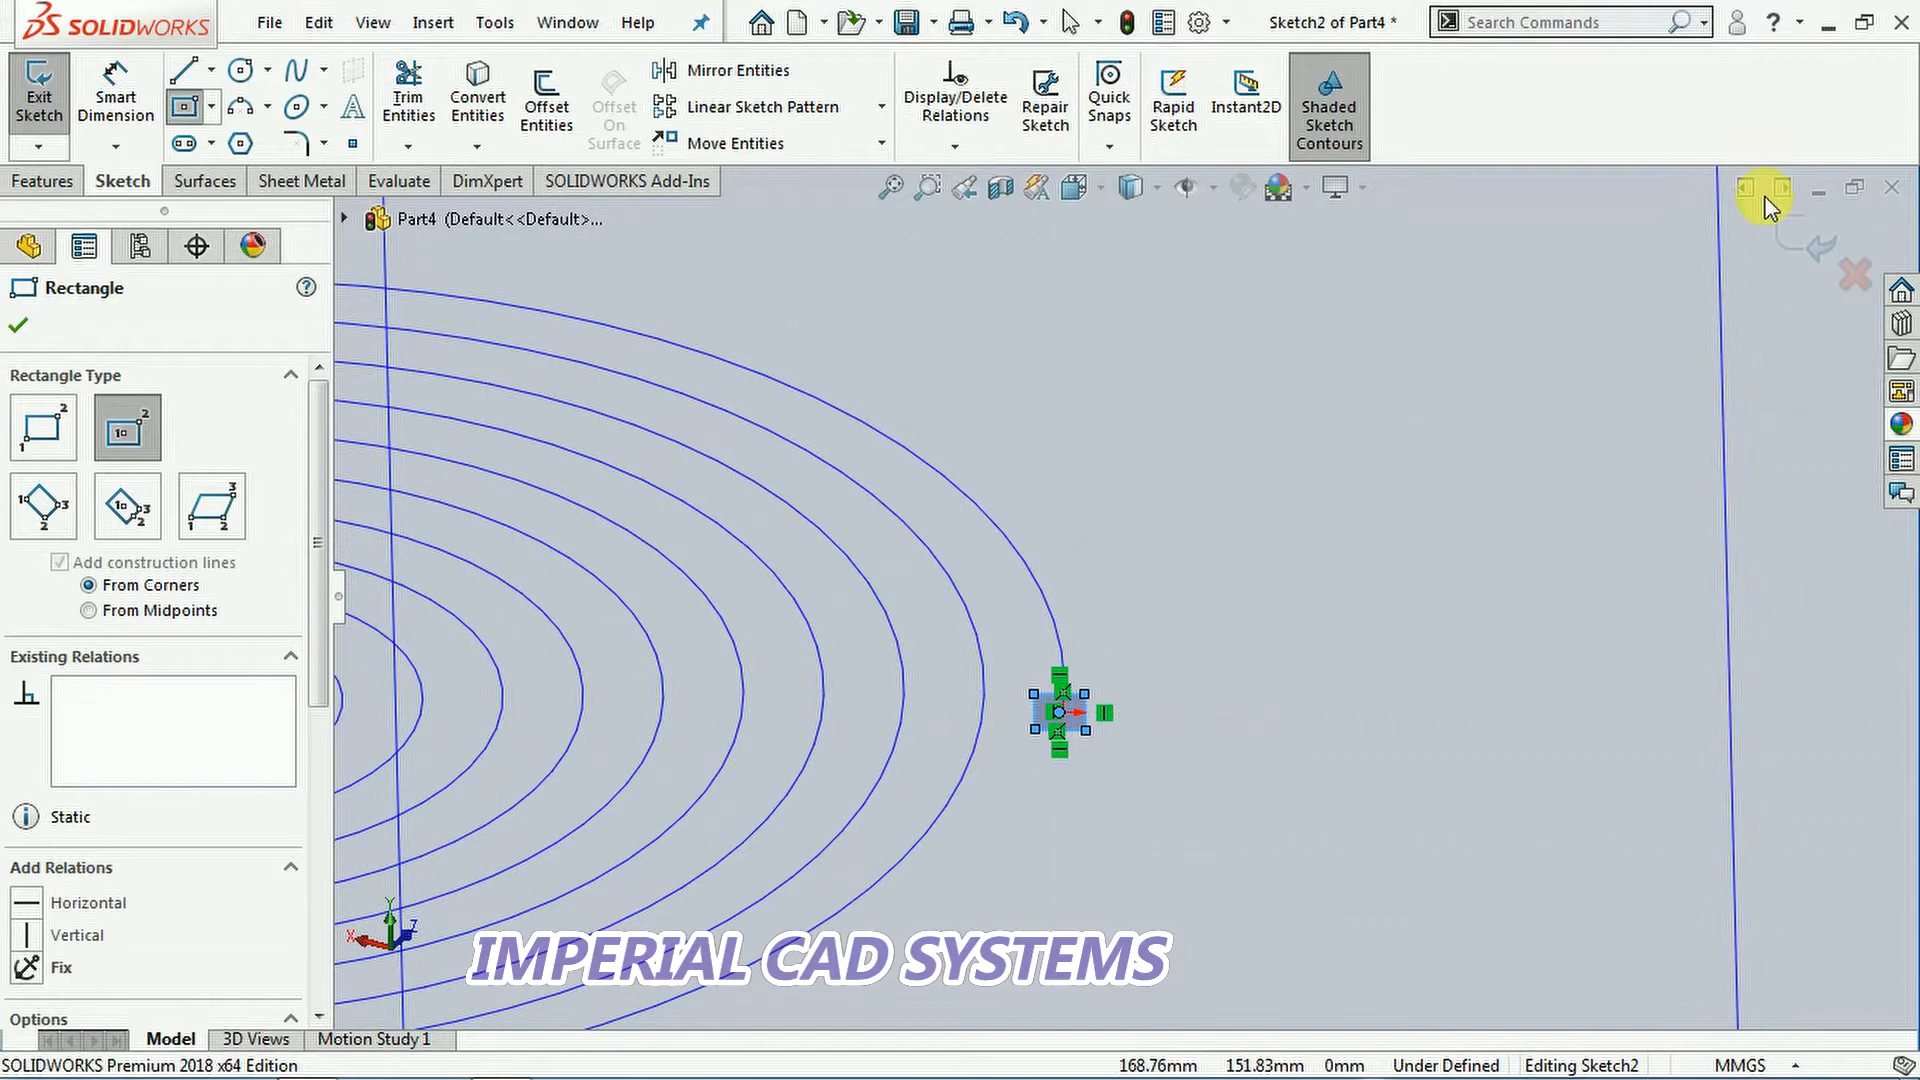 SOLIDWORKS
File Edit View Insert Tools Window Help
Sketch2 of Part4 *
Search Commands
Exit Sketch
Smart Dimension
Trim Entities
Convert Entities
Offset Entities
Offset On Surface
Mirror Entities
Linear Sketch Pattern
Move Entities
Display/Delete Relations
Repair Sketch
Quick Snaps
Rapid Sketch
Instant2D
Shaded Sketch Contours
Features Sketch Surfaces Sheet Metal Evaluate DimXpert SOLIDWORKS Add-Ins
Part4 (Default<<Default>...
Rectangle
Rectangle Type
Add construction lines
From Corners
From Midpoints
Existing Relations
Static
Add Relations
Horizontal
Vertical
Fix
Options
Y
X
Z
IMPERIAL CAD SYSTEMS
Model 3D Views Motion Study 1
SOLIDWORKS Premium 2018 x64 Edition
168.76mm 151.83mm 0mm Under Defined Editing Sketch2 MMGS